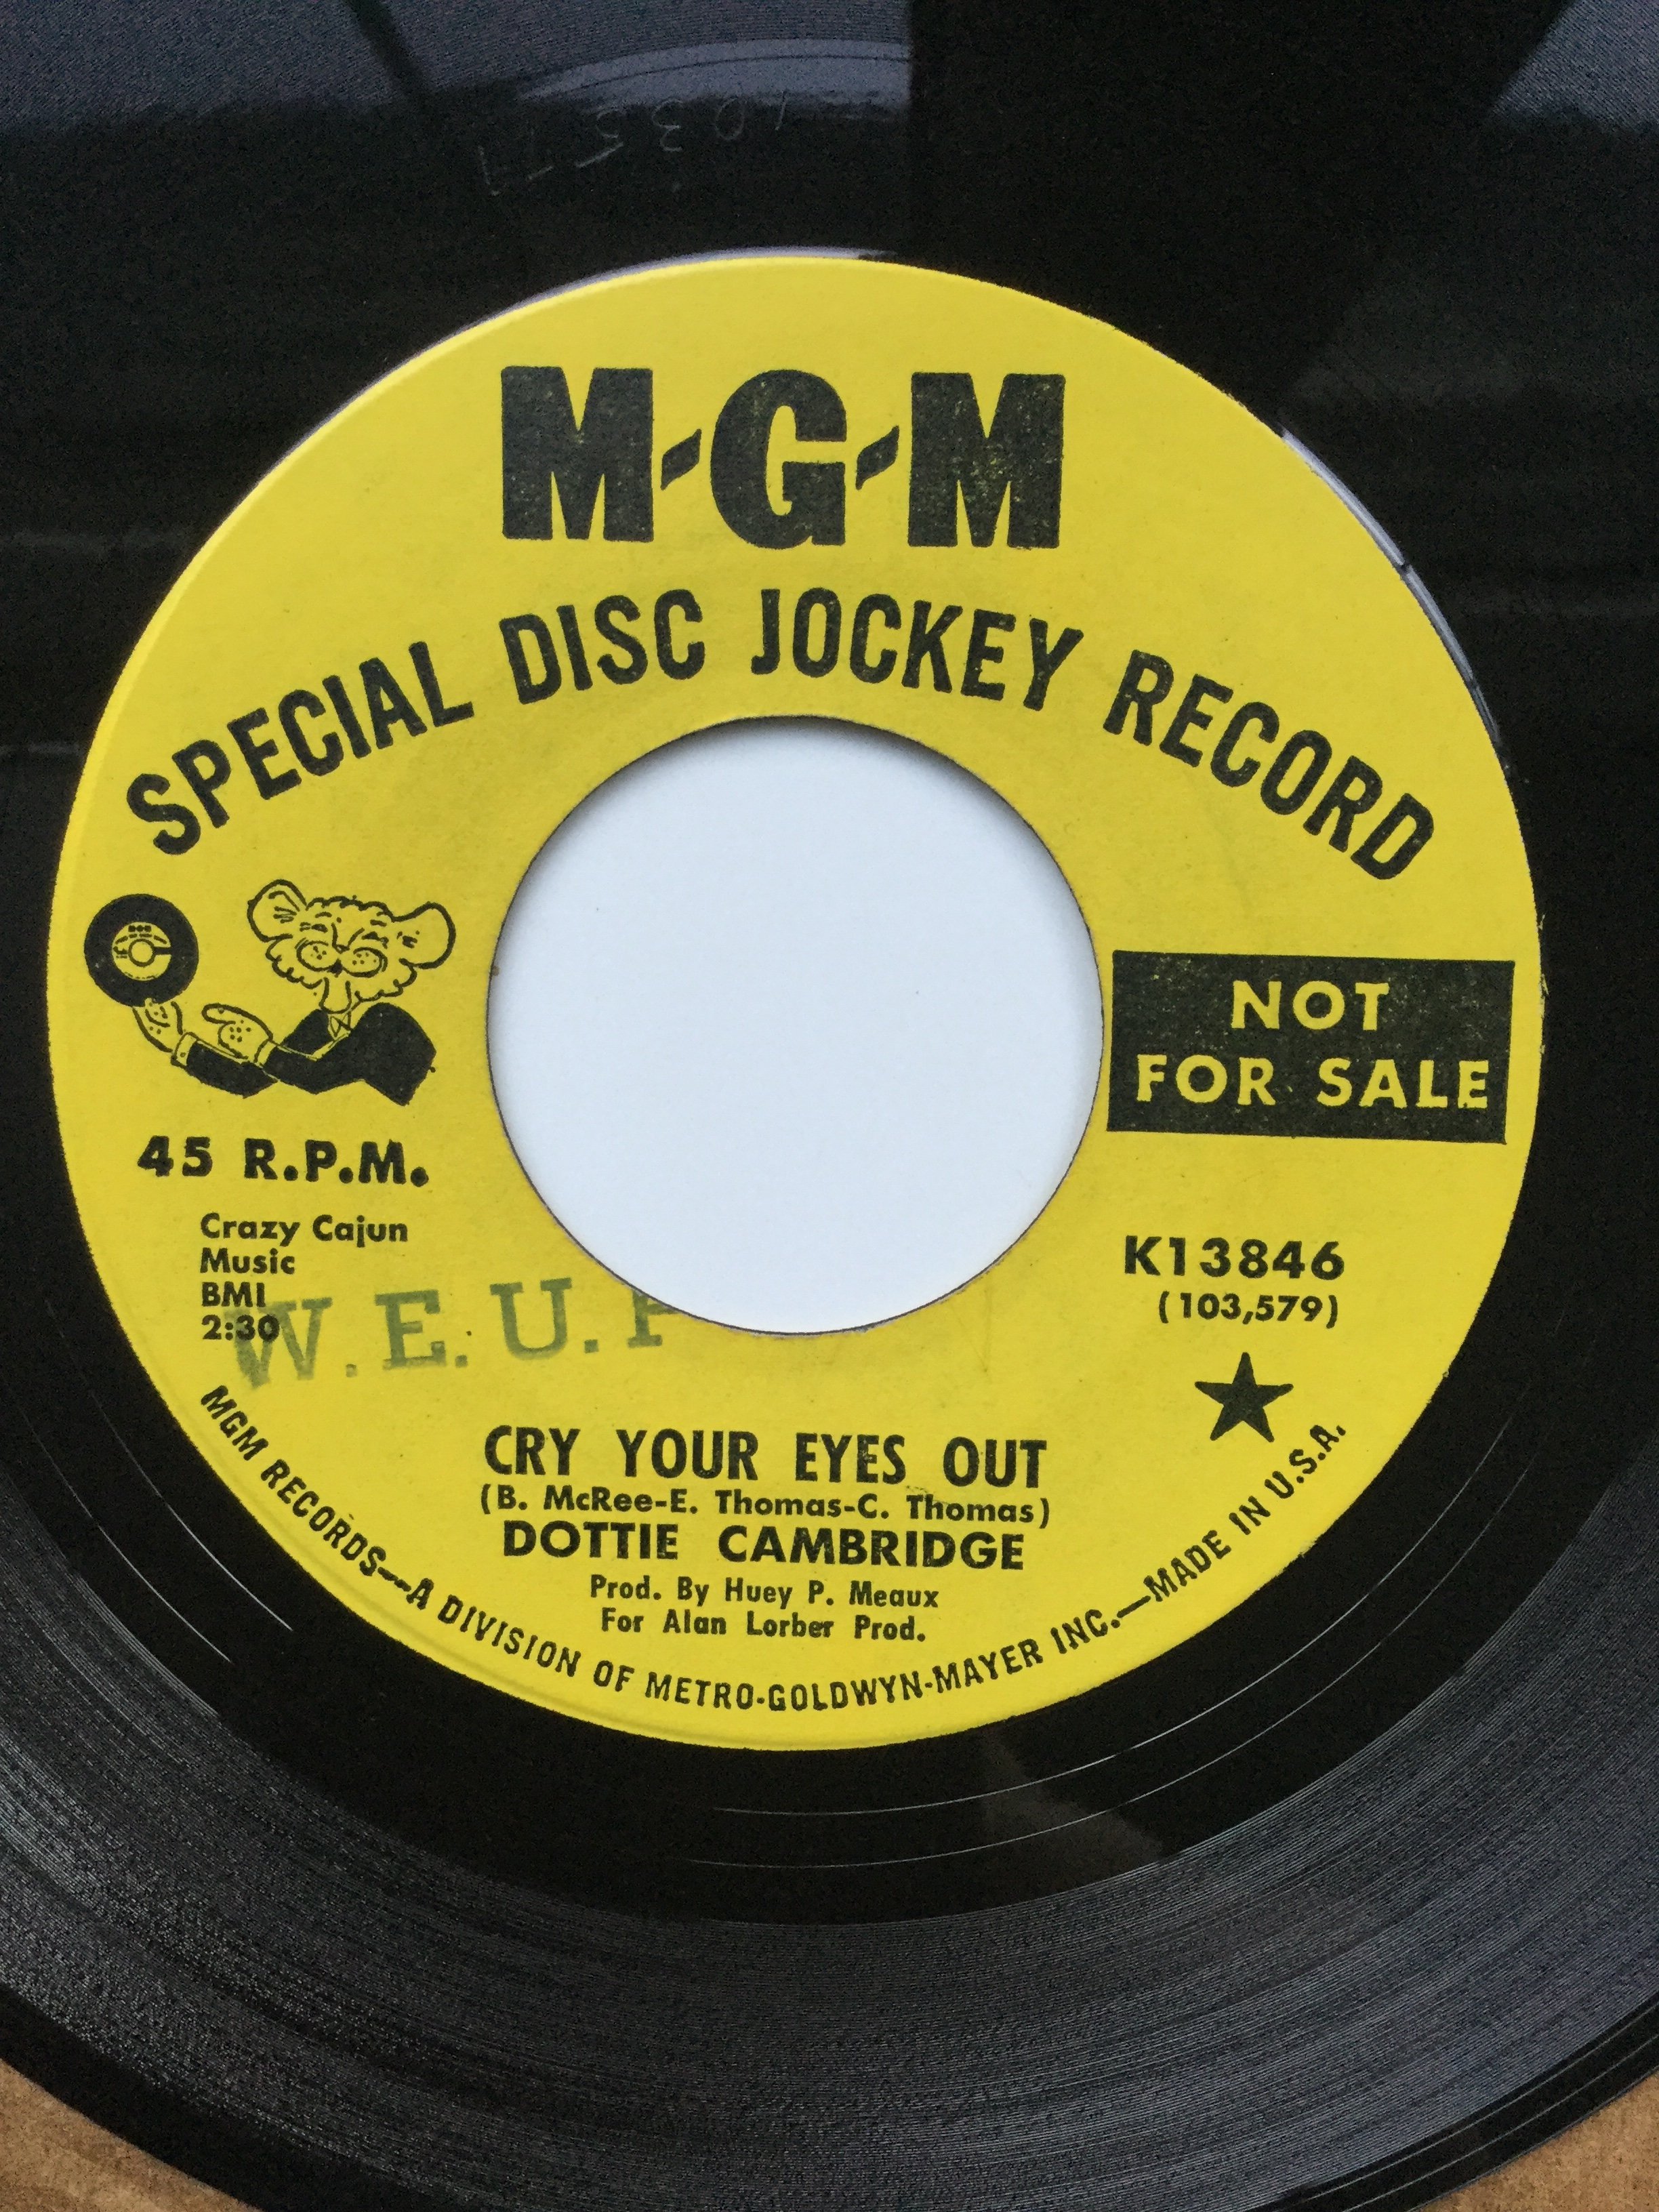 M-G-M
SPECIAL DISC JOCKEY RECORD
NOT
FOR SALE
45 R.P.M.
Crazy Cajun
Music
BMI
2:30
W.E.U.P
K13846
(103,579)
CRY YOUR EYES OUT
(B. McRee-E. Thomas-C. Thomas)
DOTTIE CAMBRIDGE
Prod. By Huey P. Meaux
For Alan Lorber Prod.
MGM RECORDS—A DIVISION OF METRO-GOLDWYN-MAYER INC.—MADE IN U.S.A.